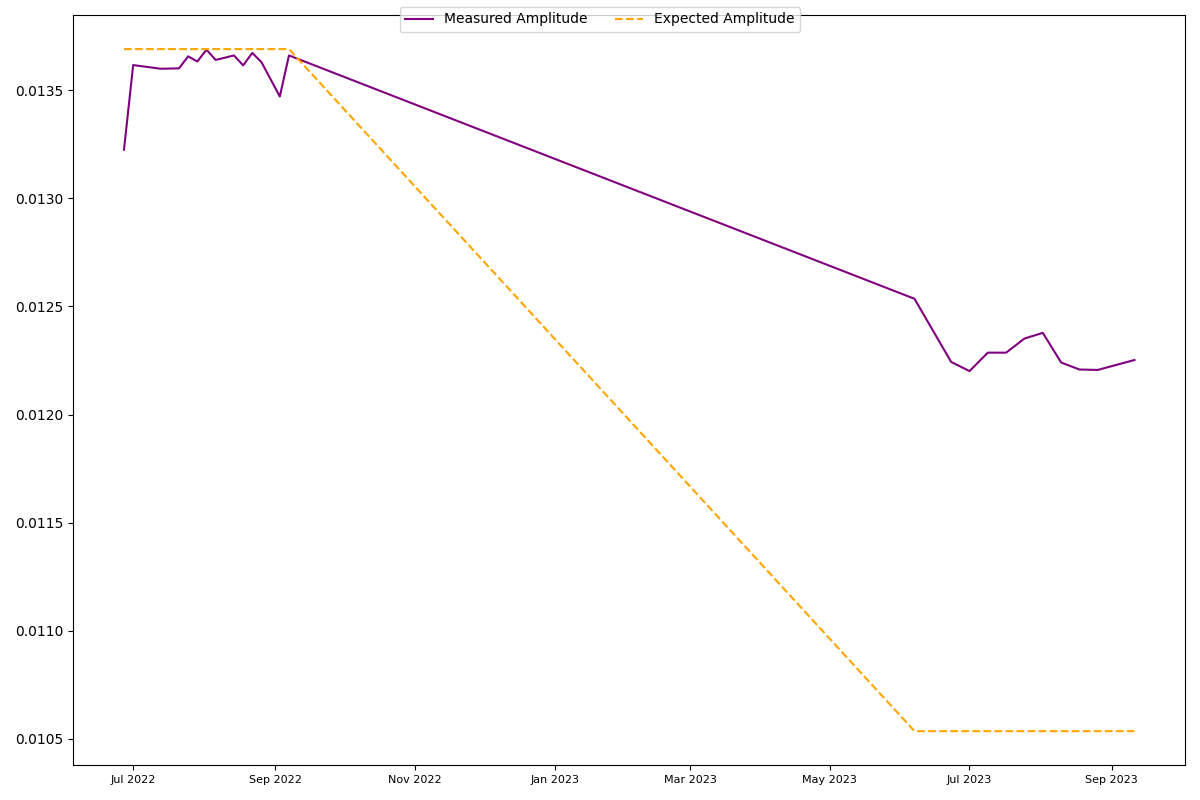 Measured Amplitude
Expected Amplitude
0.0135
0.0130
0.0125
0.0120
0.0115
0.0110
0.0105
Jul 2022
Sep 2022
Nov 2022
Jan 2023
Mar 2023
May 2023
Jul 2023
Sep 2023